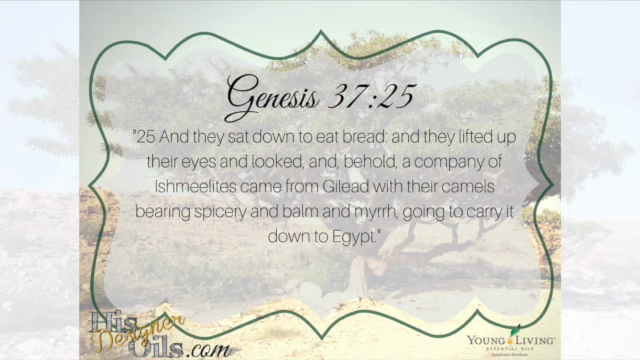 Genesis 37:25
"25 And they sat down to eat bread: and they lifted up
their eyes and looked, and, behold, a company of
Ishmeelites came from Gilead with their camels
bearing spicery and balm and myrrh, going to carry it
down to Egypt."
His
Designer
Oils.com
YOUNG LIVING™
ESSENTIAL OILS